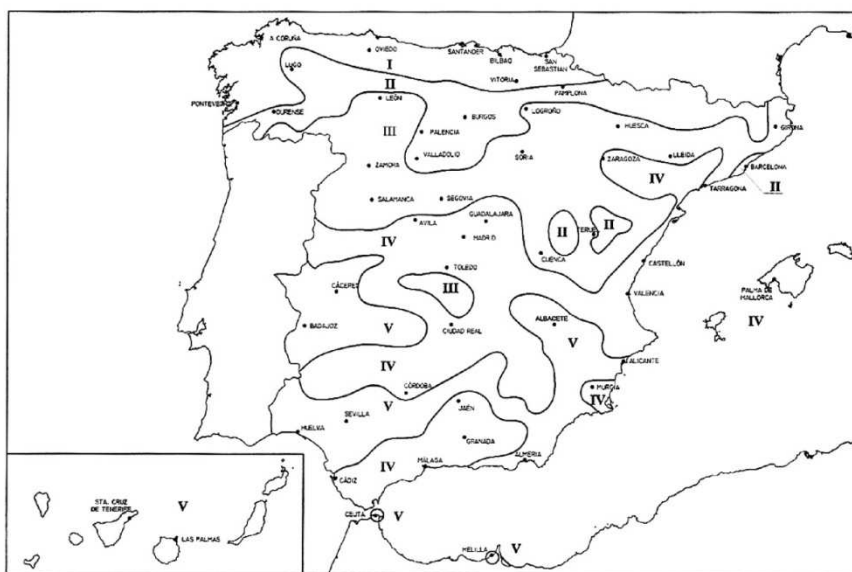 A CORUÑA
OVIEDO
SANTANDER
BILBAO
SAN SEBASTIAN
LUGO
I
VITORIA
II
PAMPLONA
LEÓN
PONTEVEDRA
OURENSE
BURGOS
LOGROÑO
HUESCA
GIRONA
III
PALENCIA
VALLADOLID
SORIA
ZARAGOZA
LLEIDA
ZAMORA
BARCELONA
IV
TARRAGONA
II
SALAMANCA
SEGOVIA
AVILA
GUADALAJARA
II
II
TERUEL
IV
MADRID
CUENCA
CASTELLÓN
TOLEDO
CÁCERES
III
VALENCIA
PALMA DE MALLORCA
IV
BADAJOZ
V
CIUDAD REAL
ALBACETE
V
IV
ALICANTE
MURCIA
IV
CÓRDOBA
V
JAÉN
SEVILLA
HUELVA
GRANADA
ALMERIA
IV
MÁLAGA
CÁDIZ
CEUTA
V
MELILLA
V
V
STA. CRUZ
DE TENERIFE
LAS PALMAS